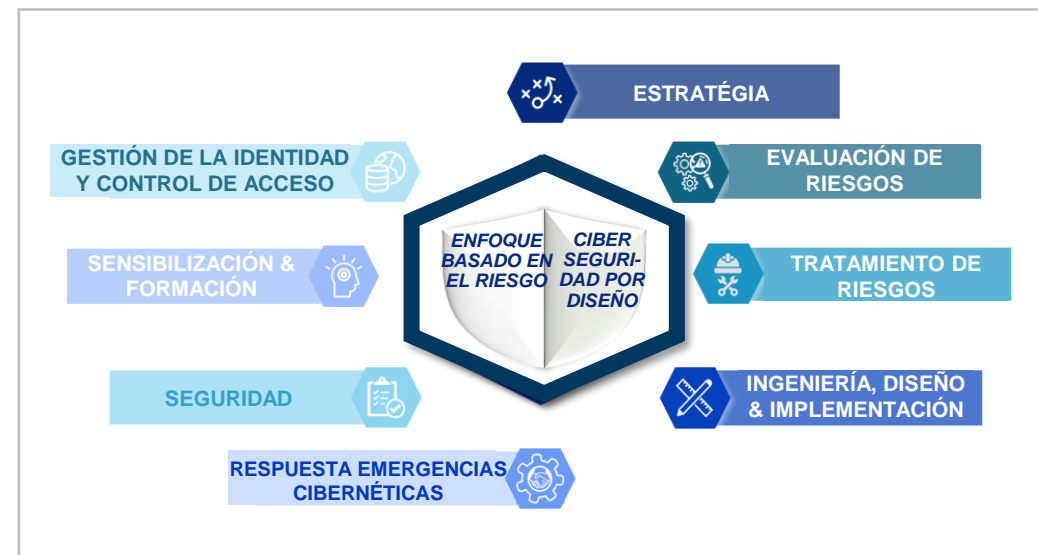 ESTRATÉGIA
GESTIÓN DE LA IDENTIDAD
Y CONTROL DE ACCESO
EVALUACIÓN DE
RIESGOS
ENFOQUE
BASADO EN
EL RIESGO
CIBER
SEGURI-
DAD POR
DISEÑO
SENSIBILIZACIÓN &
FORMACIÓN
TRATAMIENTO DE
RIESGOS
SEGURIDAD
INGENIERÍA, DISEÑO
& IMPLEMENTACIÓN
RESPUESTA EMERGENCIAS
CIBERNÉTICAS